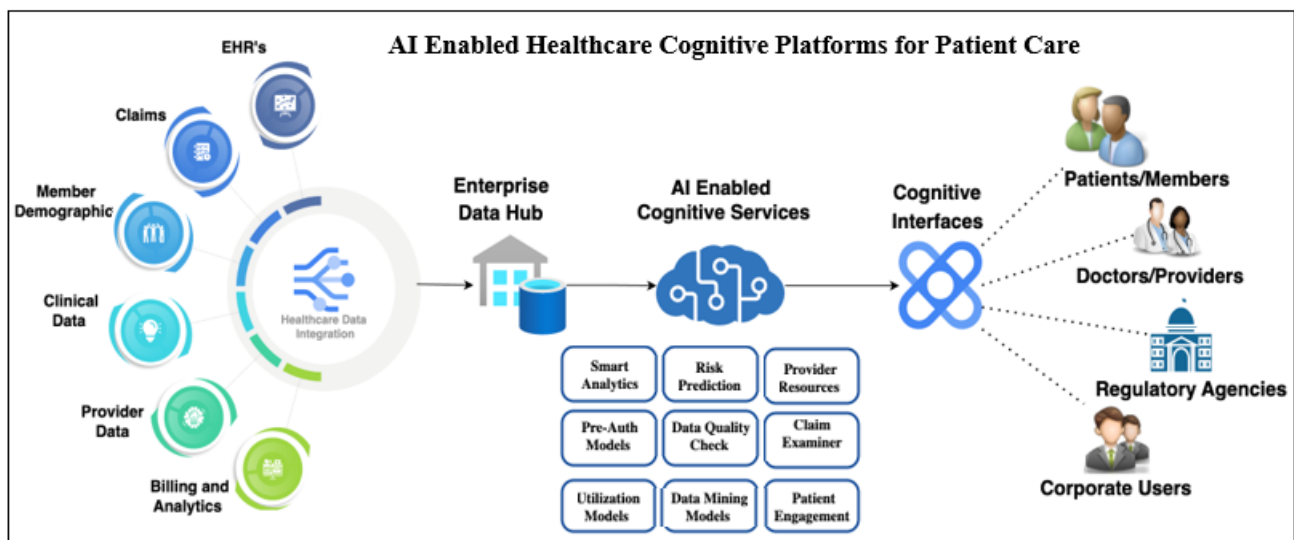 AI Enabled Healthcare Cognitive Platforms for Patient Care
EHR's
Claims
Member
Demographic
Clinical
Data
Provider
Data
Billing and
Analytics
Healthcare Data
Integration
Enterprise
Data Hub
AI Enabled
Cognitive Services
Smart
Analytics
Risk
Prediction
Provider
Resources
Pre-Auth
Models
Data Quality
Check
Claim
Examiner
Utilization
Models
Data Mining
Models
Patient
Engagement
Cognitive
Interfaces
Patients/Members
Doctors/Providers
Regulatory Agencies
Corporate Users